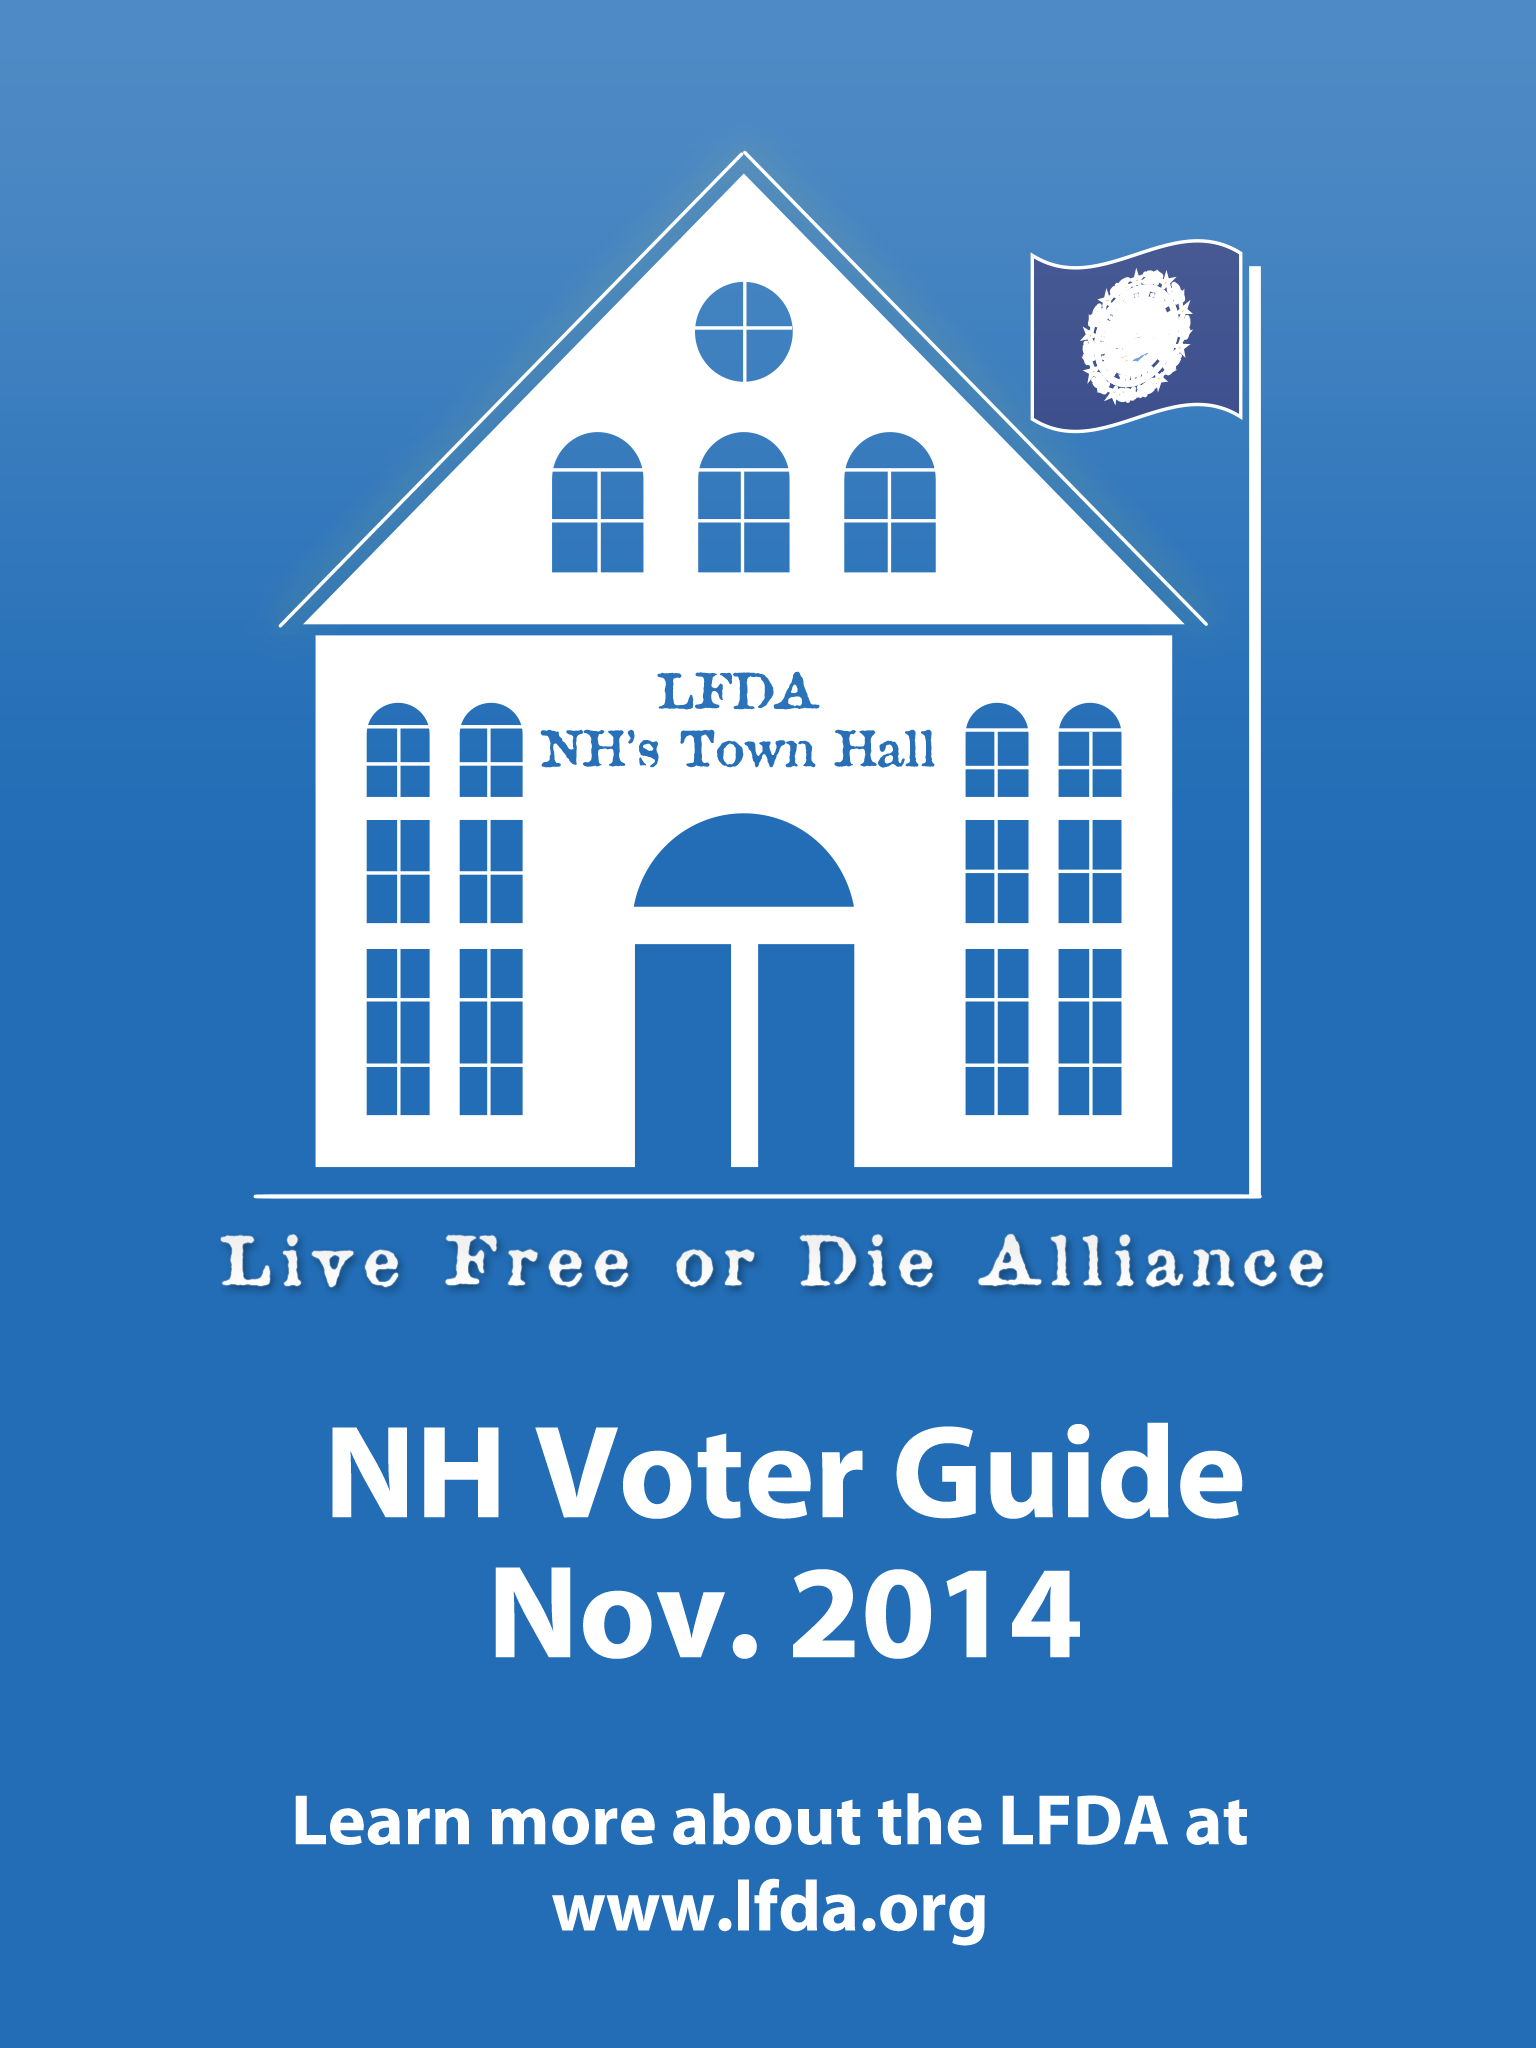 LFDA
NH's Town Hall
Live Free or Die Alliance
NH Voter Guide
Nov. 2014
Learn more about the LFDA at
www.lfda.org